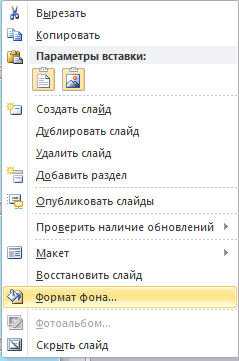 Вырезать
Копировать
Параметры вставки:
Создать слайд
Дублировать слайд
Удалить слайд
Добавить раздел
Опубликовать слайды
Проверить наличие обновлений
Макет
Восстановить слайд
Формат фона...
Фотоальбом...
Скрыть слайд